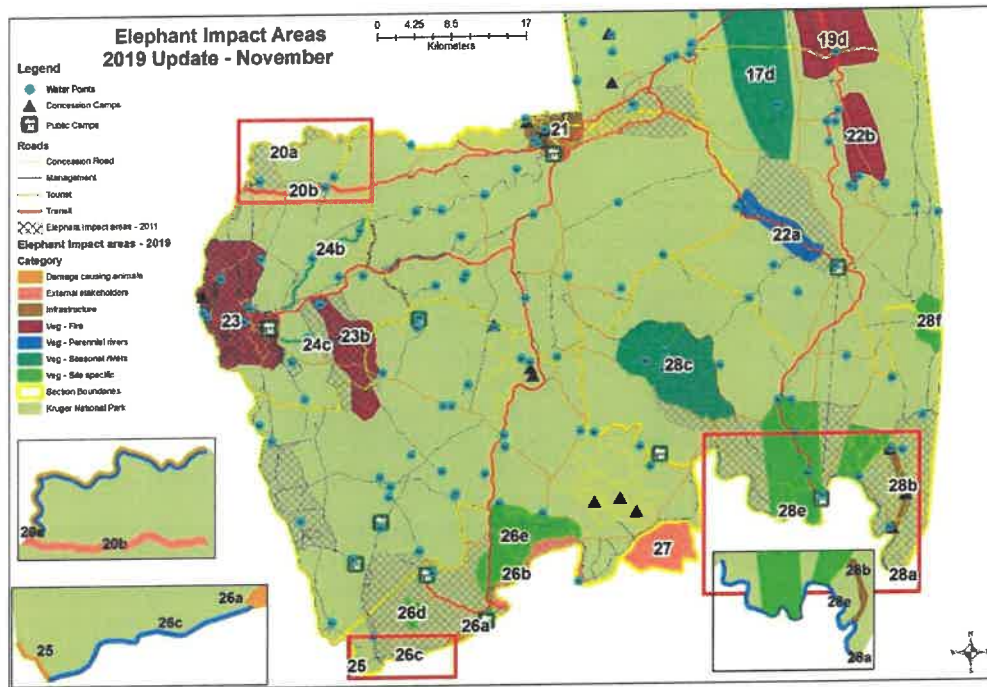 Elephant Impact Areas
2019 Update - November
0 4.25 8.5 17
Kilometers
Legend
Water Points
Concession Camps
Public Camps
Roads
Concession Road
Management
Tourist
Transit
Elephant impact areas - 2011
Elephant impact areas - 2019
Category
Damage causing animals
External stakeholders
Infrastructure
Veg - Fire
Veg - Perennial rivers
Veg - Seasonal rivers
Veg - Site specific
Section Boundaries
Kruger National Park
19d
17d
21
22b
20a
20b
24b
22a
23
23b
24c
28f
28c
28b
28e
26e
27
26b
28a
26d
26a
26c
25
20a
20b
26a
26c
25
28b
28e
28a
N
S